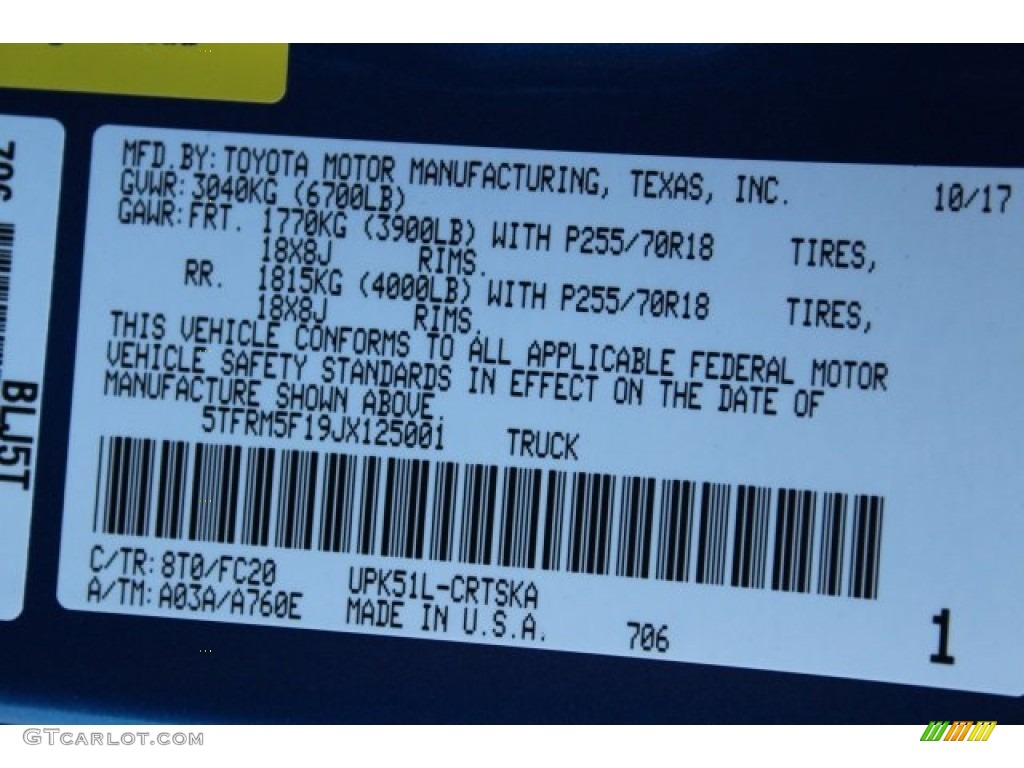 MFD.BY:TOYOTA MOTOR MANUFACTURING, TEXAS, INC. 10/17
GVWR:3040KG (6700LB)
GAWR:FRT. 1770KG (3900LB) WITH P255/70R18 TIRES,
18X8J RIMS.
RR. 1815KG (4000LB) WITH P255/70R18 TIRES,
18X8J RIMS.
THIS VEHICLE CONFORMS TO ALL APPLICABLE FEDERAL MOTOR
VEHICLE SAFETY STANDARDS IN EFFECT ON THE DATE OF
MANUFACTURE SHOWN ABOVE.
5TFRM5F19JX125001 TRUCK
C/TR:8T0/FC20 UPK51L-CRTSKA
A/TM:A03A/A760E MADE IN U.S.A. 706
1
706
BLJ5T
GTCARLOT.COM